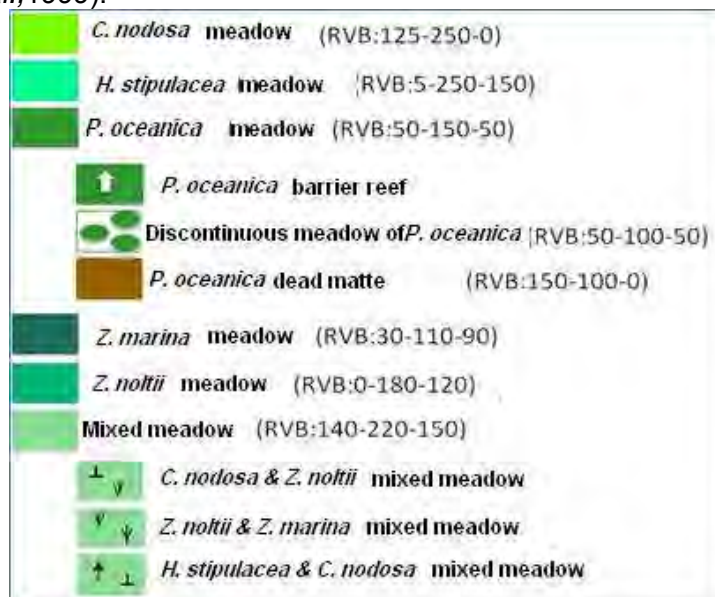 C. nodosa meadow (RVB:125-250-0)
H. stipulacea meadow (RVB:5-250-150)
P. oceanica meadow (RVB:50-150-50)
P. oceanica barrier reef
Discontinuous meadow of P. oceanica (RVB:50-100-50)
P. oceanica dead matte (RVB:150-100-0)
Z. marina meadow (RVB:30-110-90)
Z. noltii meadow (RVB:0-180-120)
Mixed meadow (RVB:140-220-150)
C. nodosa & Z. noltii mixed meadow
Z. noltii & Z. marina mixed meadow
H. stipulacea & C. nodosa mixed meadow